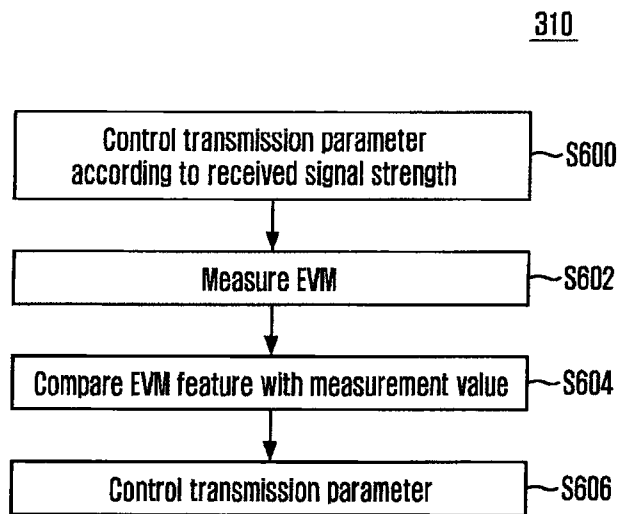 310
Control transmission parameter
according to received signal strength
S600
Measure EVM
S602
Compare EVM feature with measurement value
S604
Control transmission parameter
S606